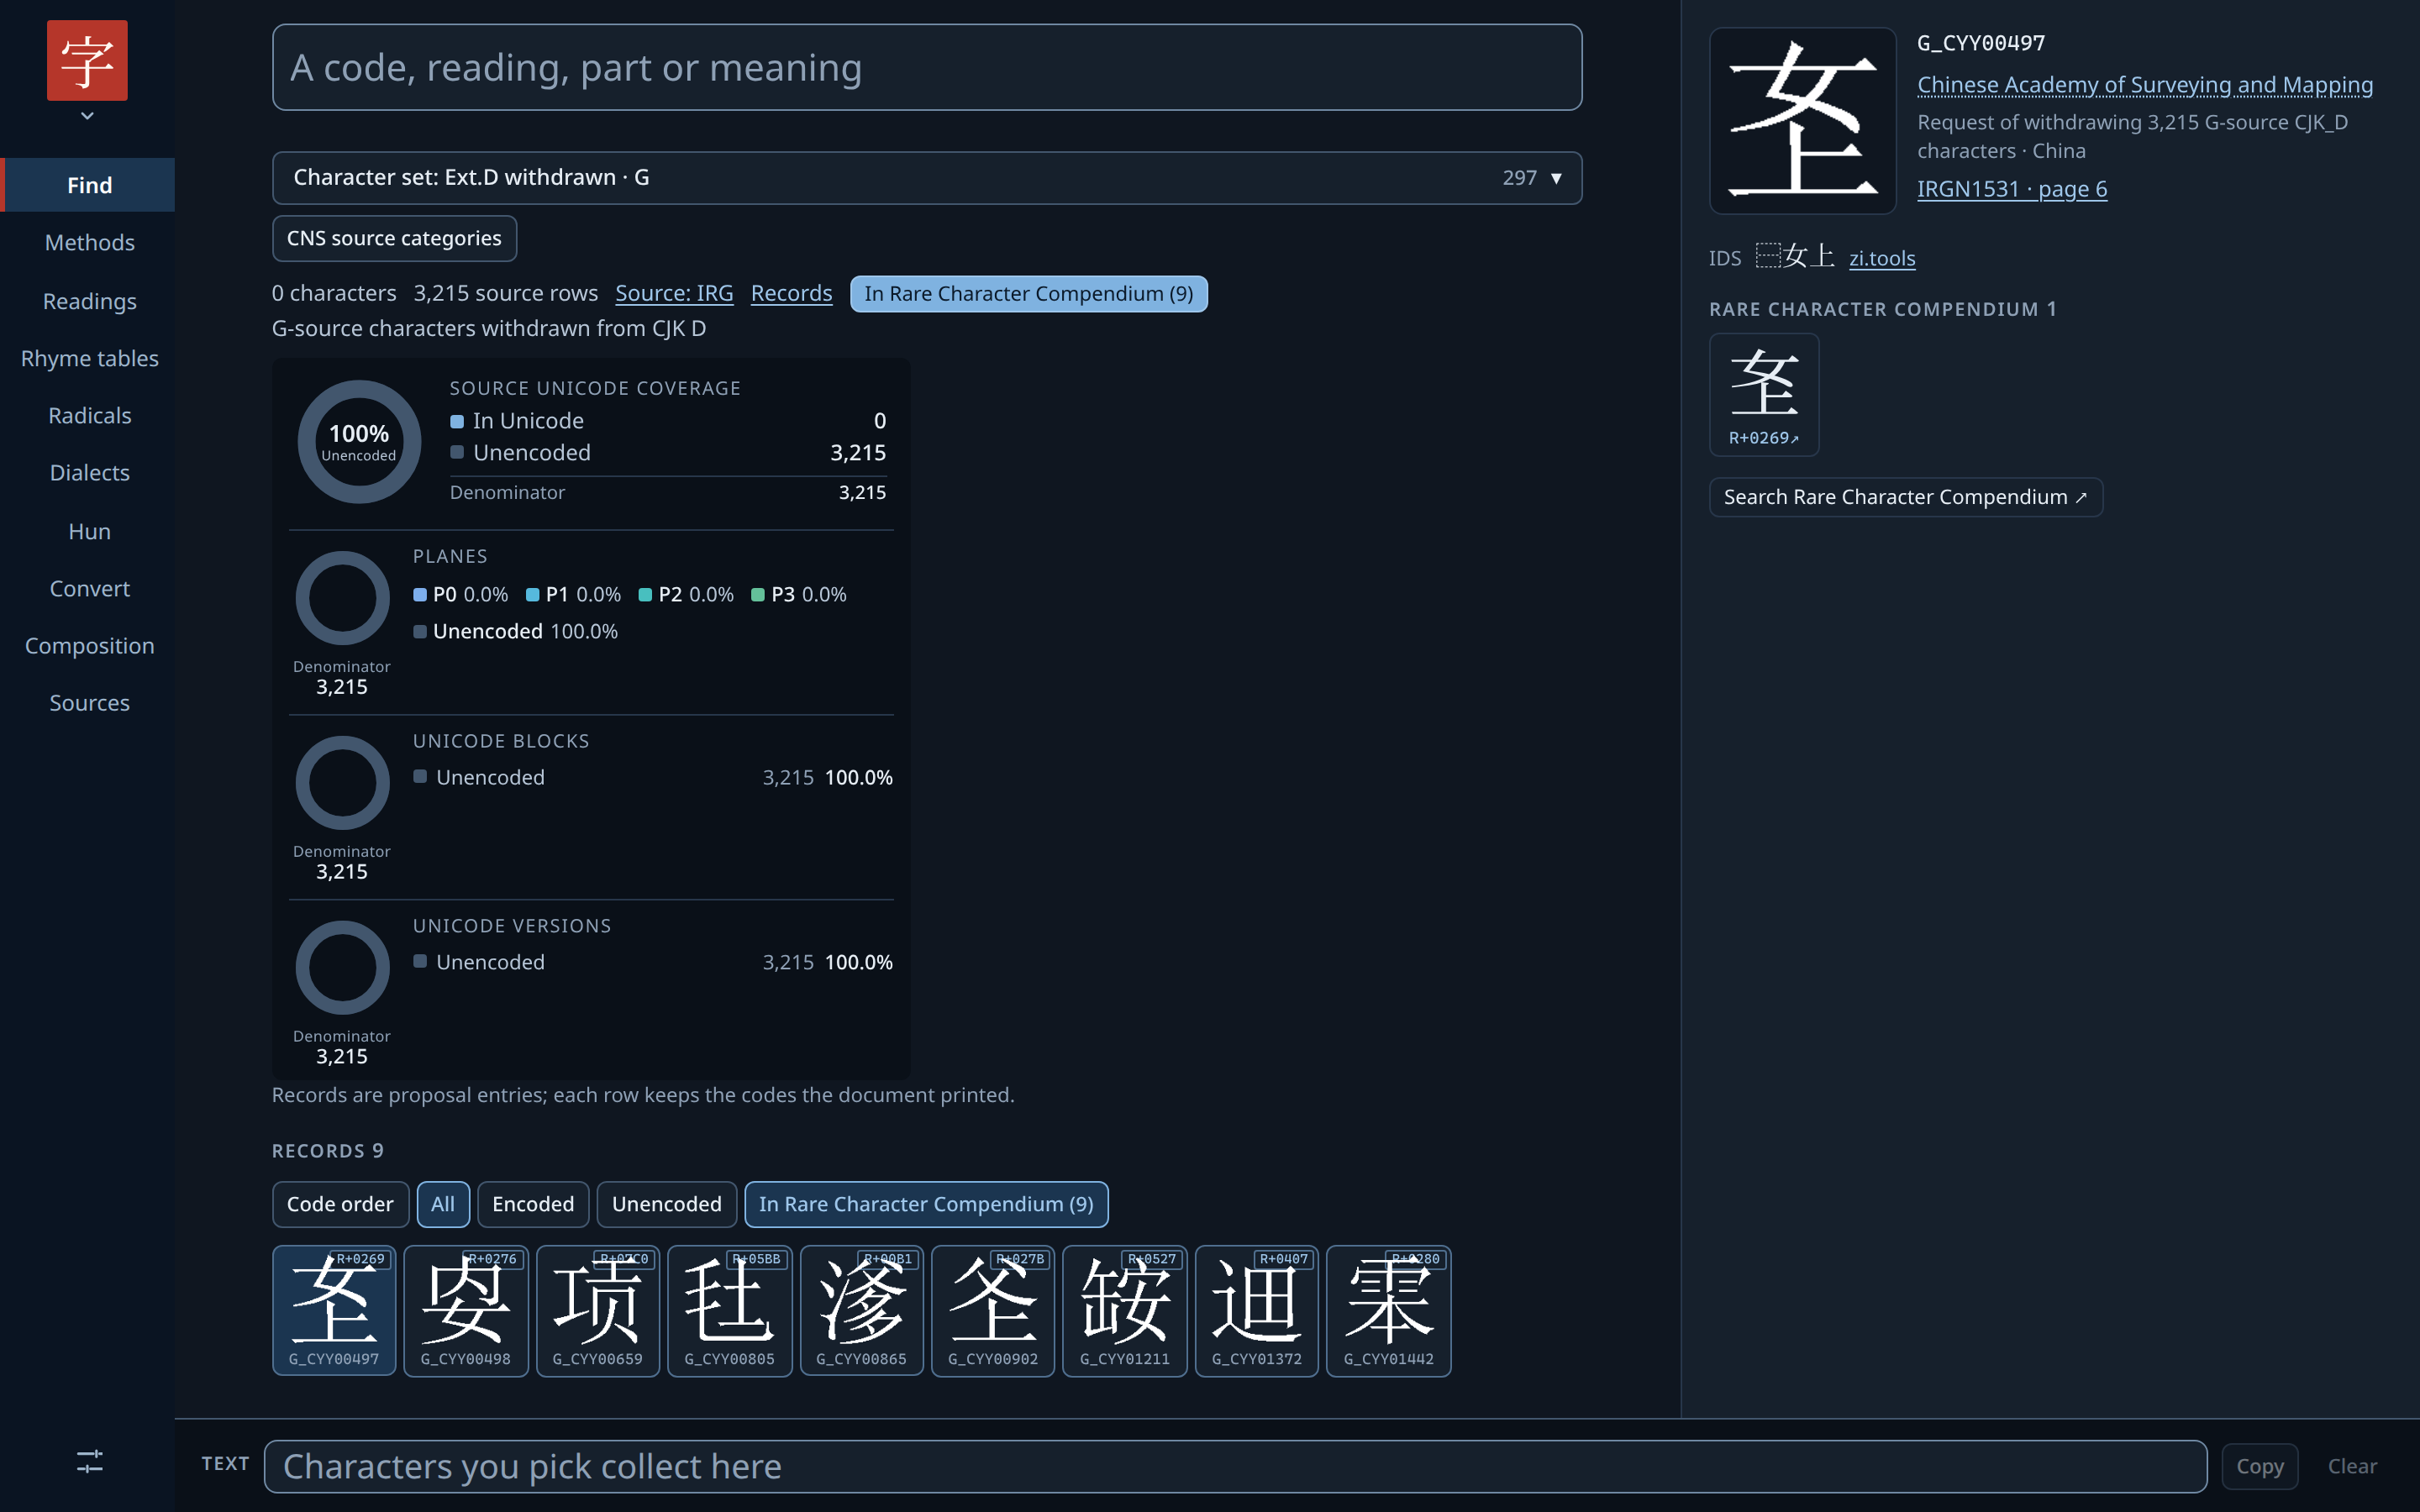 字
Find
Methods
Readings
Rhyme tables
Radicals
Dialects
Hun
Convert
Composition
Sources
A code, reading, part or meaning
Character set: Ext.D withdrawn · G 297 ▼
CNS source categories
0 characters 3,215 source rows Source: IRG Records In Rare Character Compendium (9)
G-source characters withdrawn from CJK D
100%
Unencoded
SOURCE UNICODE COVERAGE
In Unicode 0
Unencoded 3,215
Denominator 3,215
PLANES
P0 0.0% P1 0.0% P2 0.0% P3 0.0%
Unencoded 100.0%
Denominator
3,215
UNICODE BLOCKS
Unencoded 3,215 100.0%
Denominator
3,215
UNICODE VERSIONS
Unencoded 3,215 100.0%
Denominator
3,215
Records are proposal entries; each row keeps the codes the document printed.
RECORDS 9
Code order All Encoded Unencoded In Rare Character Compendium (9)
R+0269 R+0276 R+05BB R+00B1 R+027B R+0527 R+0407
G_CYY00497 G_CYY00498 G_CYY00659 G_CYY00805 G_CYY00865 G_CYY00902 G_CYY01211 G_CYY01372 G_CYY01442
G_CYY00497
Chinese Academy of Surveying and Mapping
Request of withdrawing 3,215 G-source CJK_D
characters · China
IRGN1531 · page 6
IDS ⿱女上 zi.tools
RARE CHARACTER COMPENDIUM 1
R+0269↗
Search Rare Character Compendium ↗
TEXT Characters you pick collect here Copy Clear